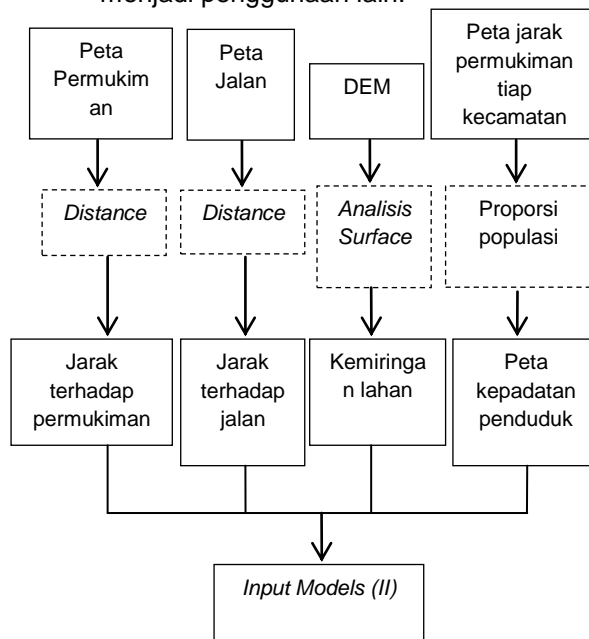 menjadi penggunaan lain.
Peta
Permukim
an
Peta
Jalan
DEM
Peta jarak
permukiman
tiap
kecamatan
Distance
Distance
Analisis
Surface
Proporsi
populasi
Jarak
terhadap
permukiman
Jarak
terhadap
jalan
Kemiringa
n lahan
Peta
kepadatan
penduduk
Input Models (II)